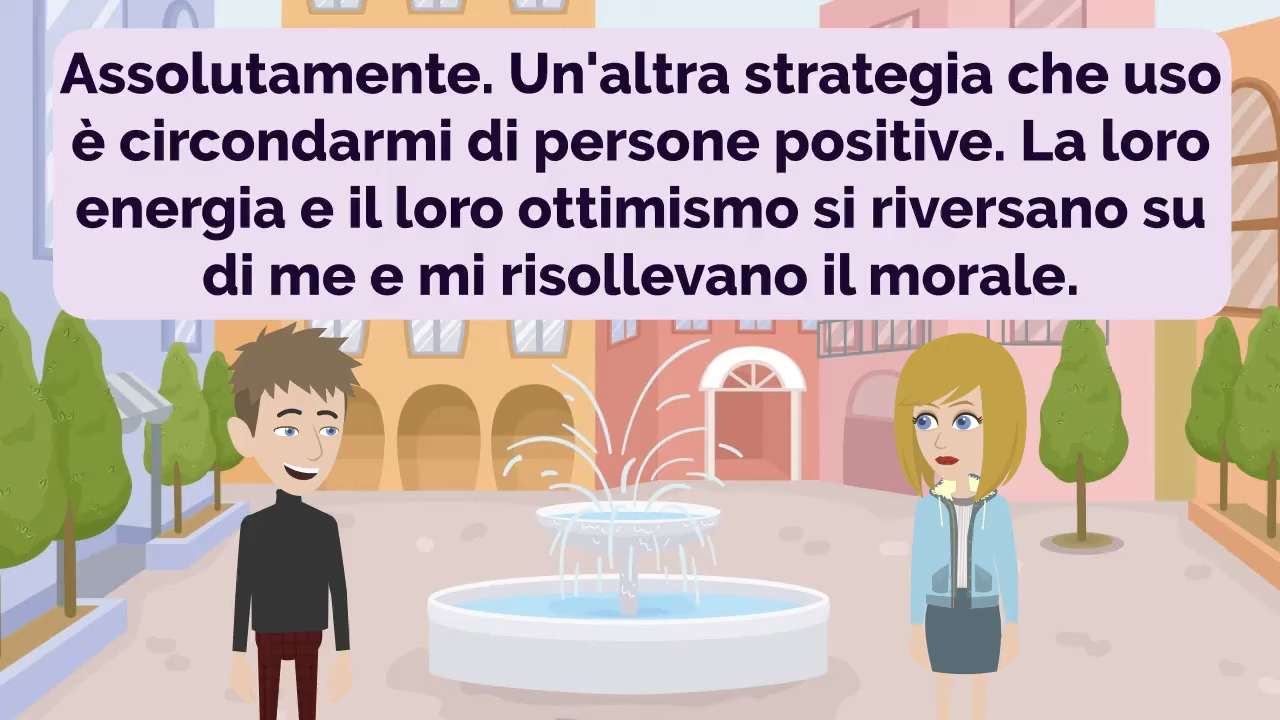 Assolutamente. Un'altra strategia che uso
è circondarmi di persone positive. La loro
energia e il loro ottimismo si riversano su
di me e mi risollevano il morale.